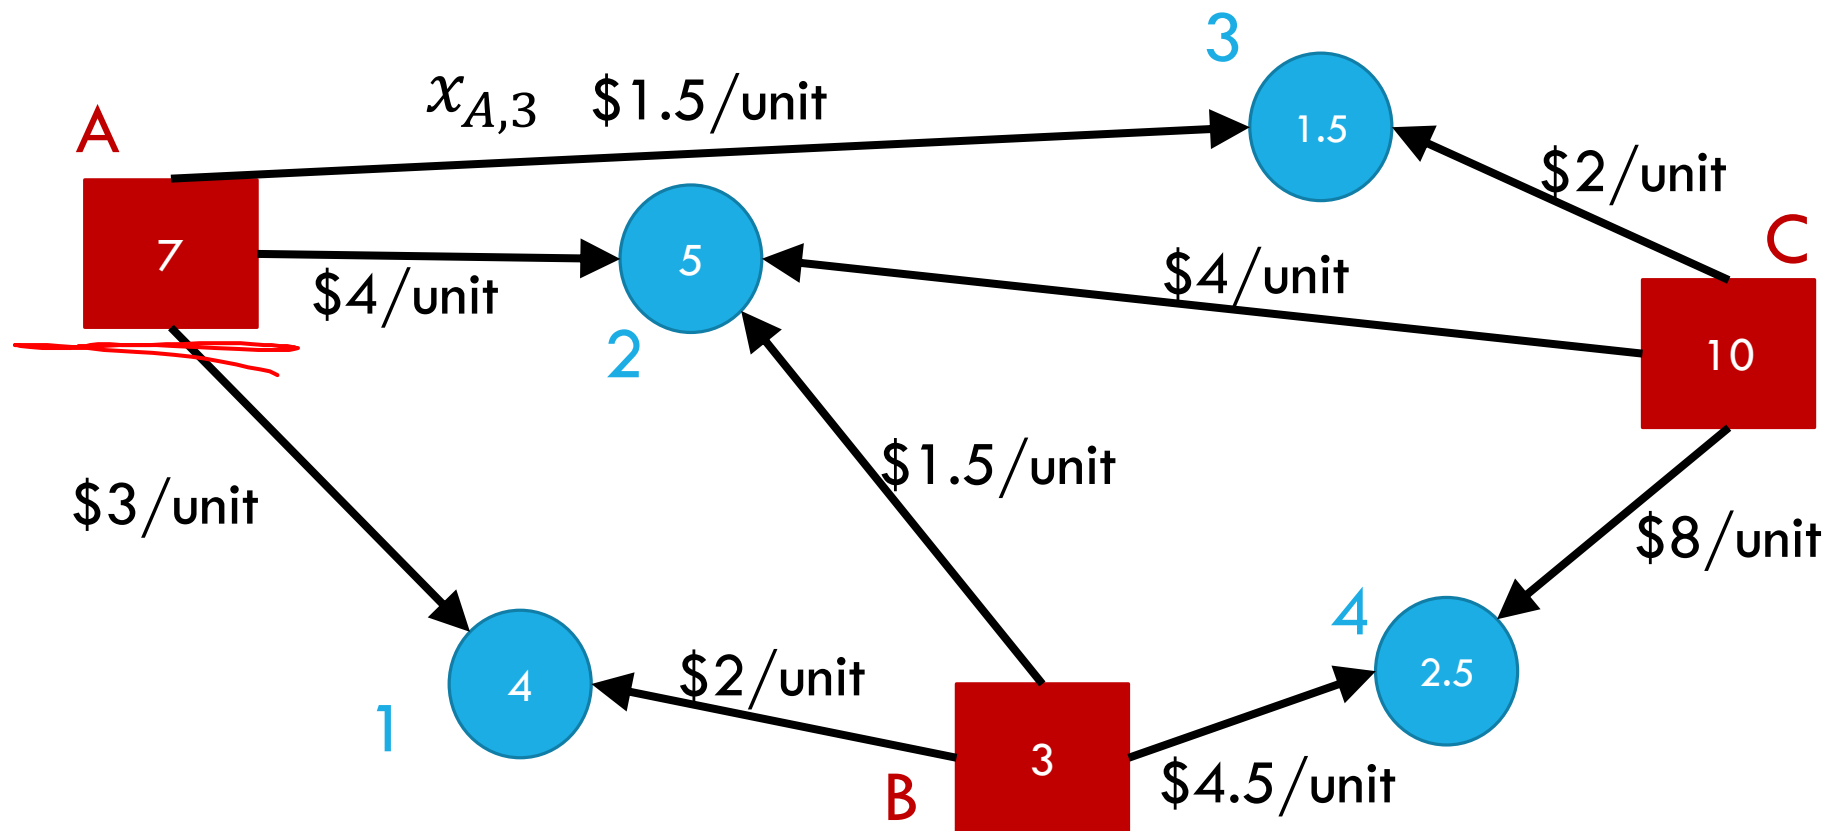 3
x_{A,3} $1.5/unit
A
1.5
$2/unit
C
7
5
$4/unit
$4/unit
2
10
$1.5/unit
$3/unit
$8/unit
4
$2/unit
4
2.5
1
3
B
$4.5/unit